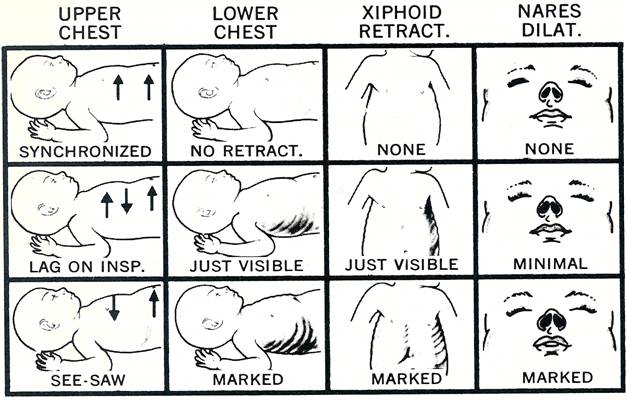 UPPER CHEST
LOWER CHEST
XIPHOID RETRACT.
NARES DILAT.
SYNCHRONIZED
NO RETRACT.
NONE
NONE
LAG ON INSP.
JUST VISIBLE
JUST VISIBLE
MINIMAL
SEE-SAW
MARKED
MARKED
MARKED